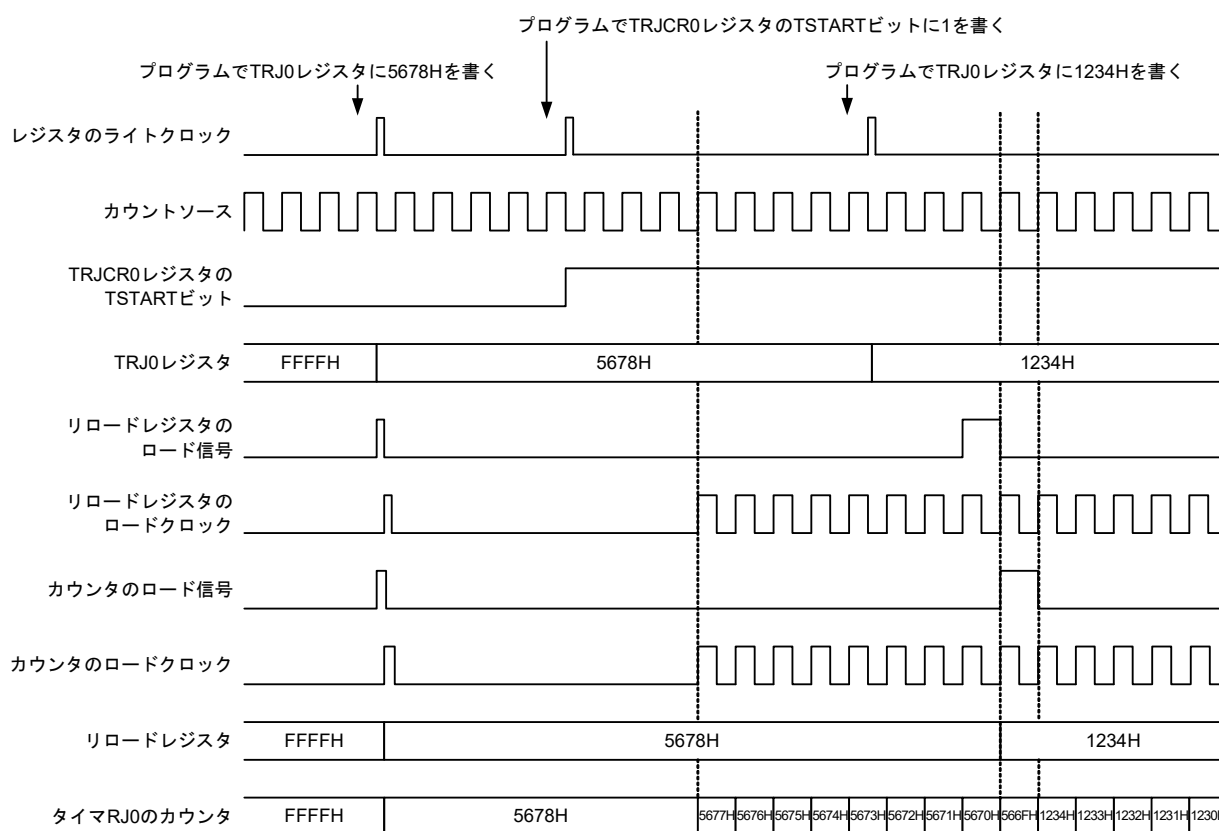 プログラムでTRJCR0レジスタのTSTARTビットに1を書く
プログラムでTRJ0レジスタに5678Hを書く
プログラムでTRJ0レジスタに1234Hを書く
レジスタのライトクロック
カウントソース
TRJCR0レジスタの
TSTARTビット
TRJ0レジスタ FFFFH 5678H 1234H
リロードレジスタの
ロード信号
リロードレジスタの
ロードクロック
カウンタのロード信号
カウンタのロードクロック
リロードレジスタ FFFFH 5678H 1234H
タイマRJ0のカウンタ FFFFH 5678H 5677H 5676H 5675H 5674H 5673H 5672H 5671H 5670H 566FH 1234H 1233H 1232H 1231H 1230H